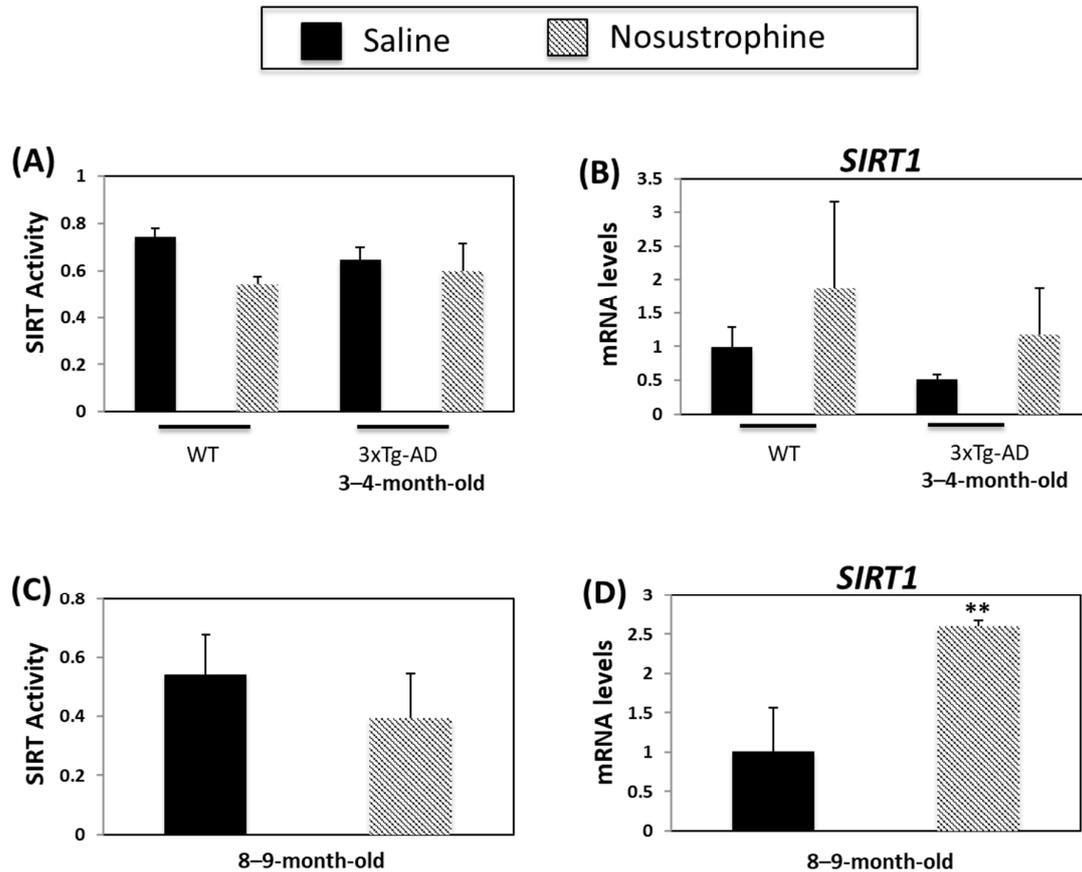 Saline Nosustrophine
(A)
SIRT Activity
1
0.8
0.6
0.4
0.2
0
WT 3xTg-AD
3–4-month-old
(B) SIRT1
mRNA levels
3.5
3
2.5
2
1.5
1
0.5
0
WT 3xTg-AD
3–4-month-old
(C)
SIRT Activity
0.8
0.6
0.4
0.2
0
8–9-month-old
(D) SIRT1
mRNA levels
3
2.5
2
1.5
1
0.5
0
**
8–9-month-old